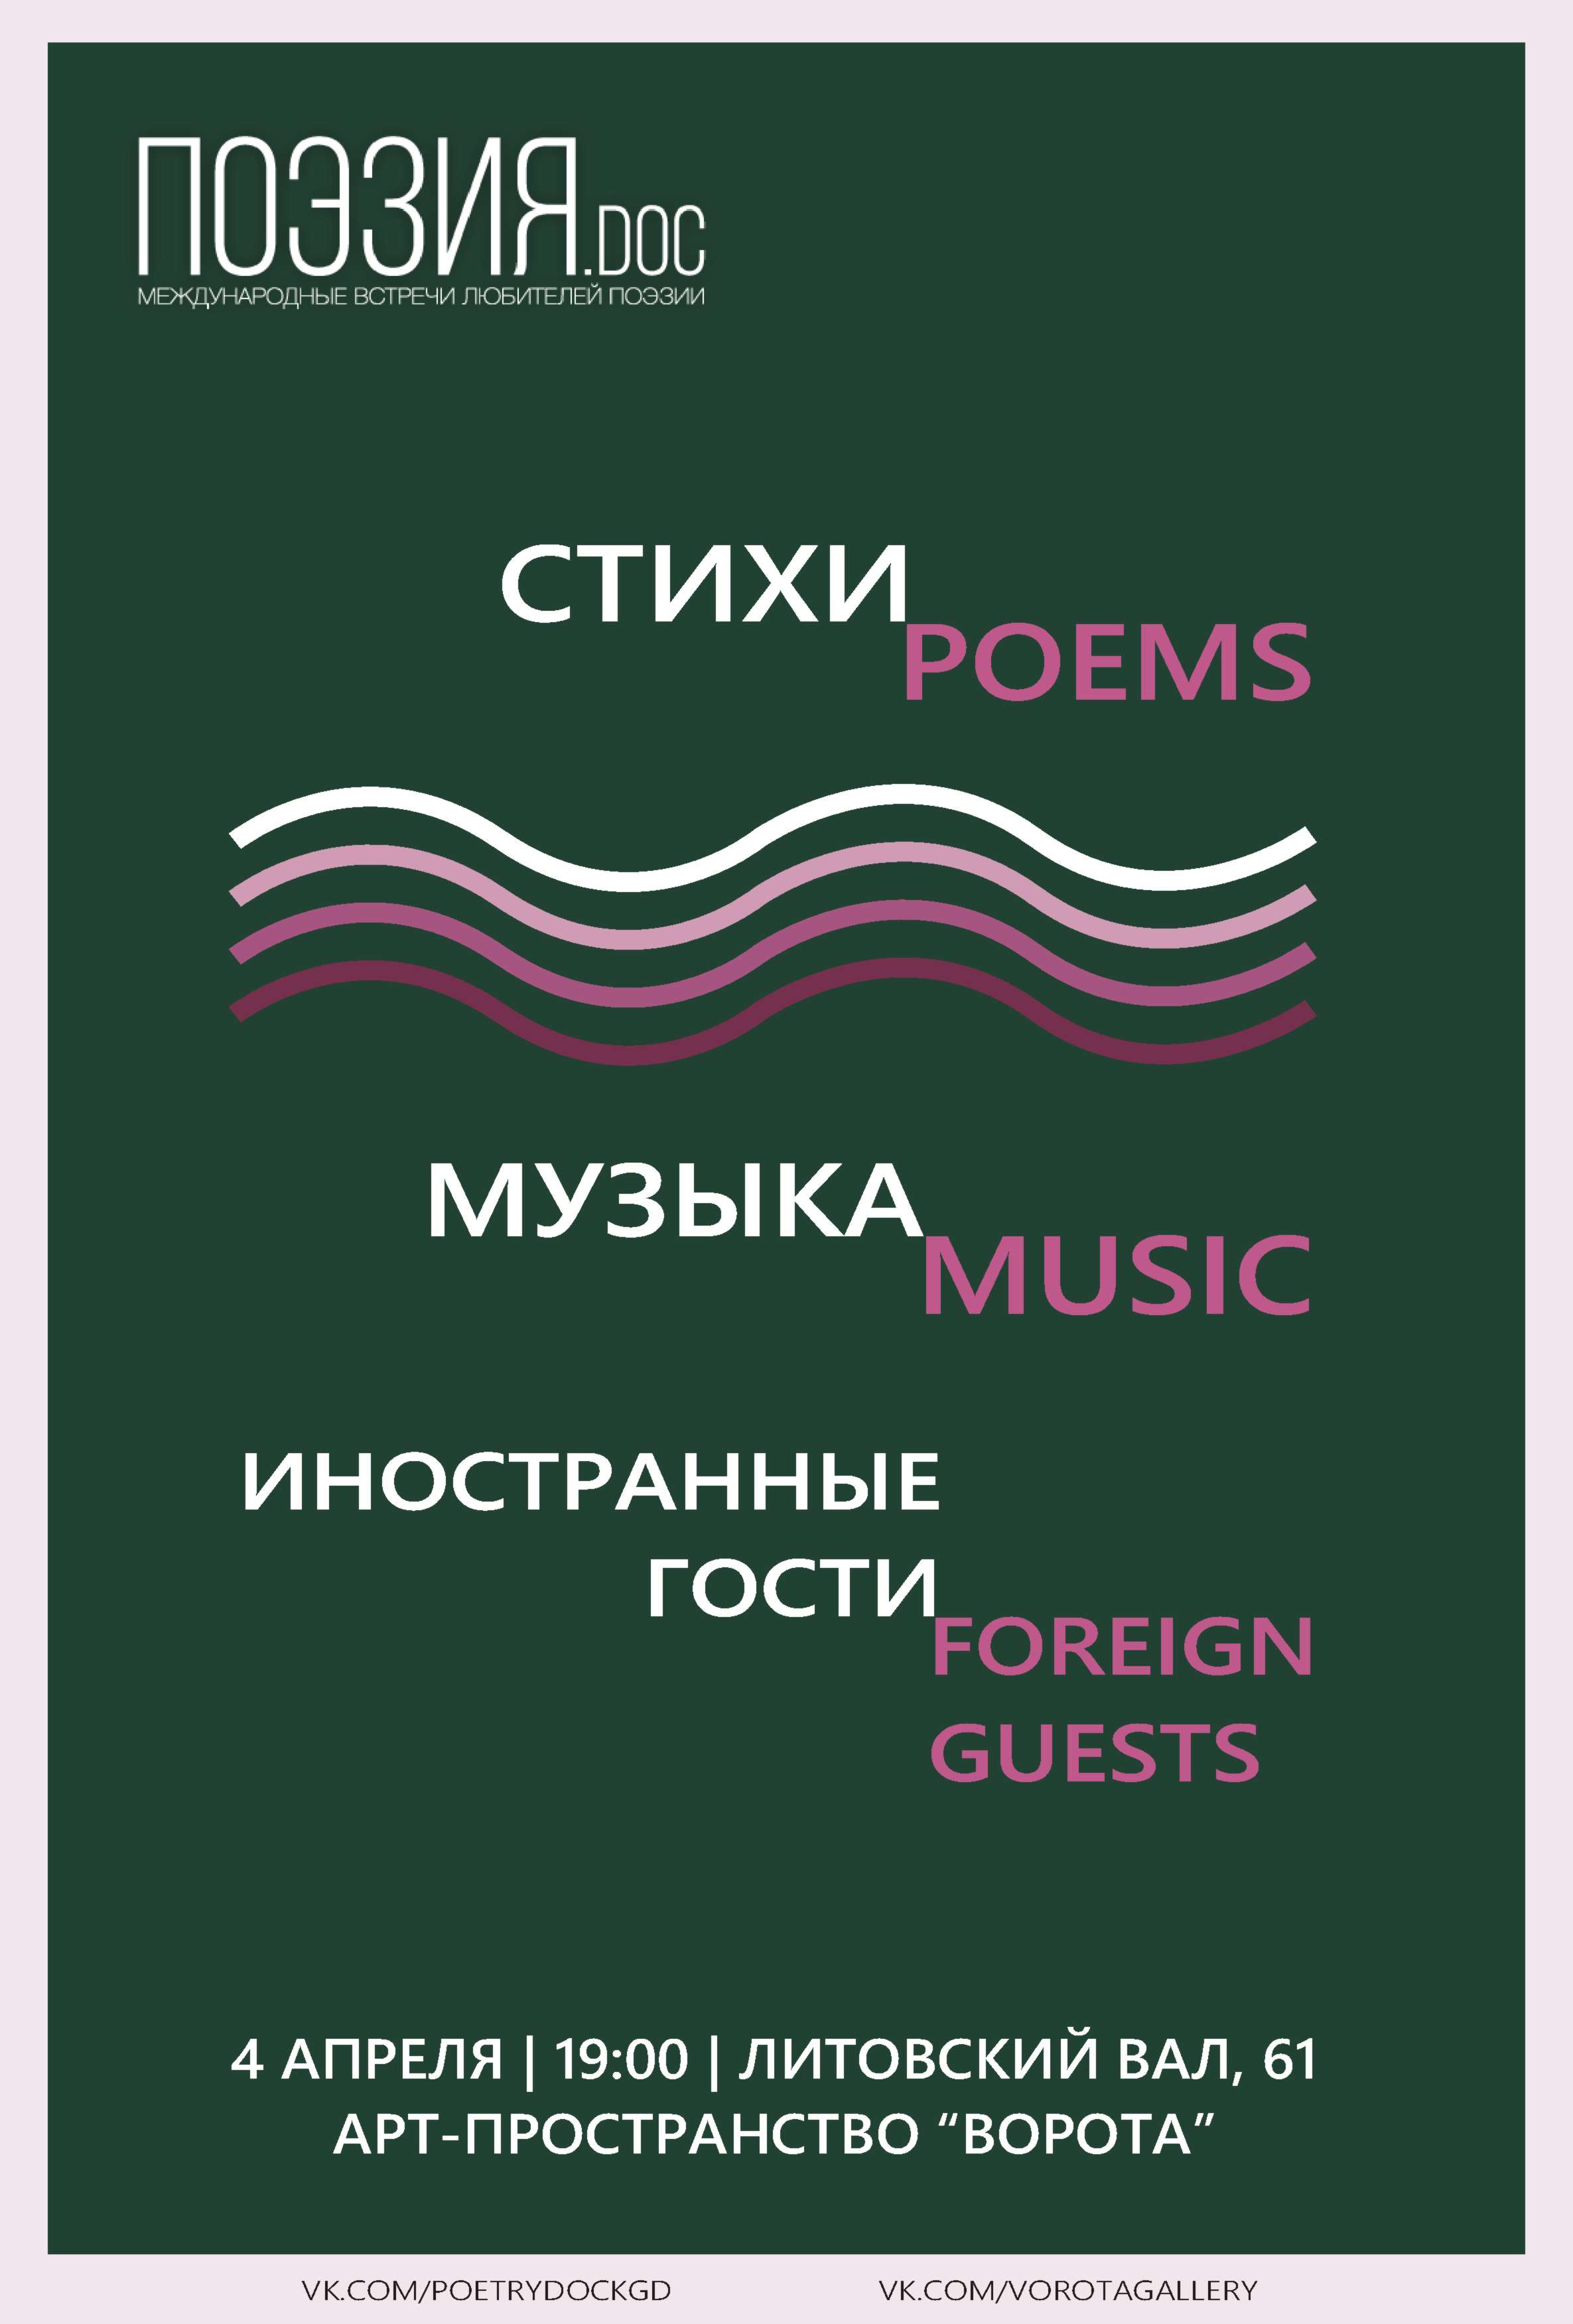 ПОЭЗИЯ.DOC
МЕЖДУНАРОДНЫЕ ВСТРЕЧИ ЛЮБИТЕЛЕЙ ПОЭЗИИ
СТИХИ
POEMS
МУЗЫКА
MUSIC
ИНОСТРАННЫЕ
ГОСТИ
FOREIGN
GUESTS
4 АПРЕЛЯ | 19:00 | ЛИТОВСКИЙ ВАЛ, 61
АРТ-ПРОСТРАНСТВО “ВОРОТА”
VK.COM/POETRYDOCKGD
VK.COM/VOROTAGALLERY